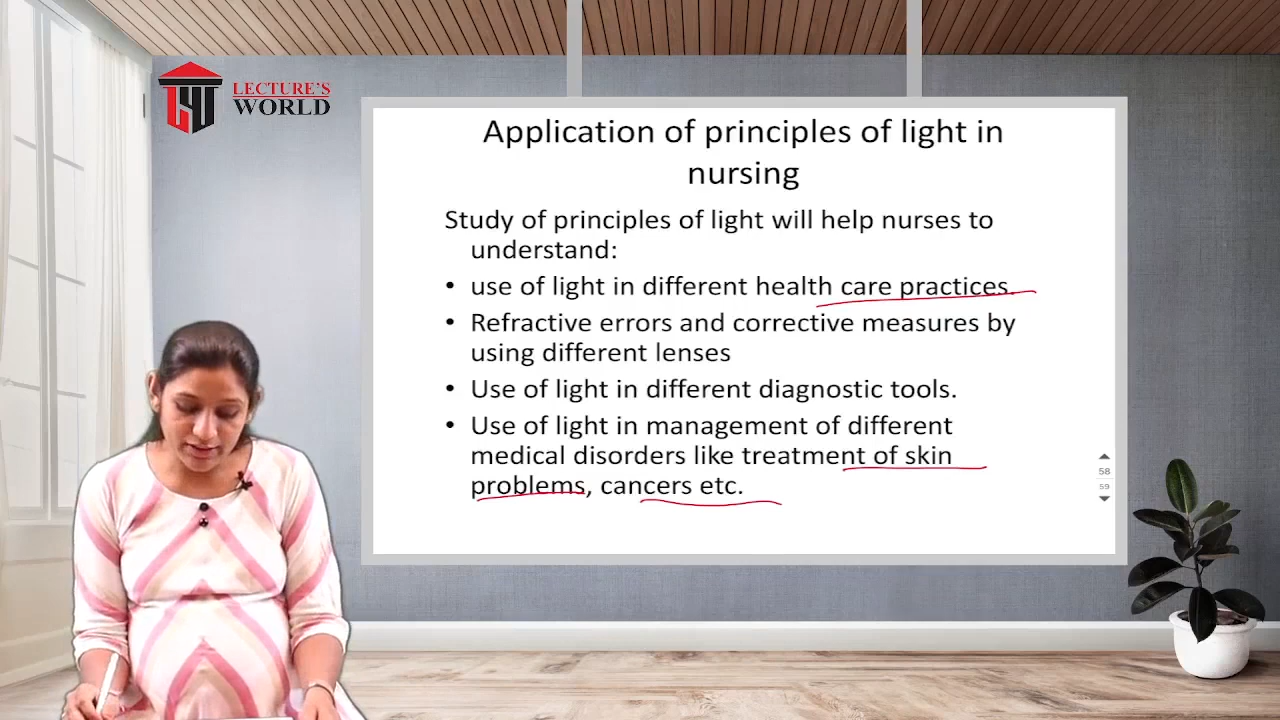 LECTURE'S
WORLD
Application of principles of light in
nursing
Study of principles of light will help nurses to
understand:
• use of light in different health care practices.
• Refractive errors and corrective measures by
using different lenses
• Use of light in different diagnostic tools.
• Use of light in management of different
medical disorders like treatment of skin
problems, cancers etc.
58
59